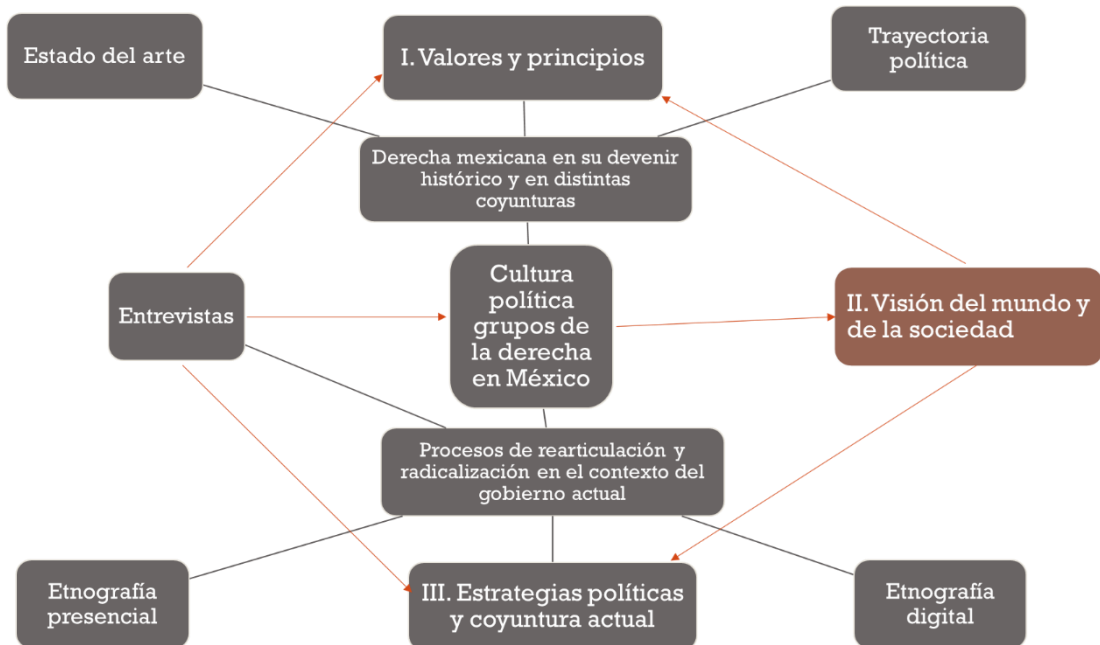 Estado del arte
I. Valores y principios
Trayectoria
política
Derecha mexicana en su devenir
histórico y en distintas
coyunturas
Entrevistas
Cultura
política
grupos de
la derecha
en México
II. Visión del mundo y
de la sociedad
Procesos de rearticulación y
radicalización en el contexto del
gobierno actual
Etnografía
presencial
III. Estrategias políticas
y coyuntura actual
Etnografía
digital